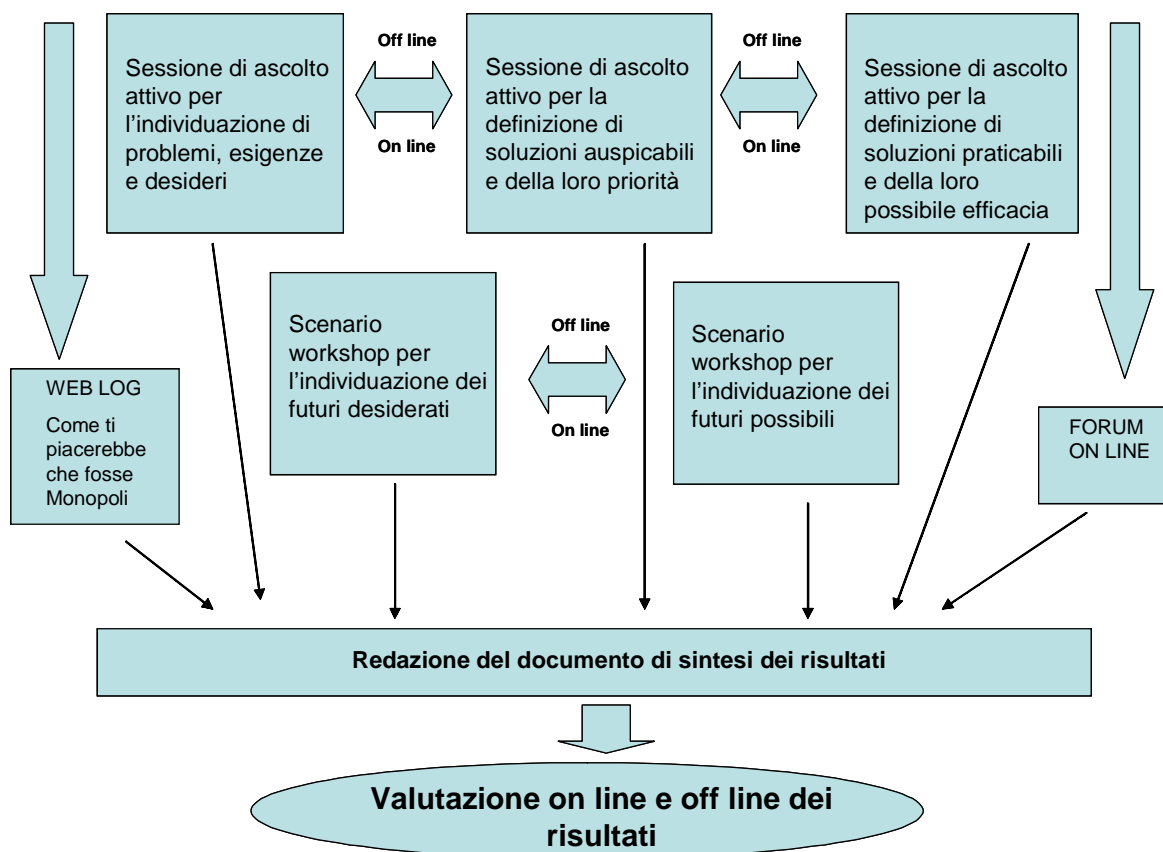 Sessione di ascolto
attivo per
l'individuazione di
problemi, esigenze
e desideri
Off line
On line
Sessione di ascolto
attivo per la
definizione di
soluzioni auspicabili
e della loro priorità
Off line
On line
Sessione di ascolto
attivo per la
definizione di
soluzioni praticabili
e della loro
possibile efficacia
WEB LOG
Come ti
piacerebbe
che fosse
Monopoli
Scenario
workshop per
l'individuazione dei
futuri desiderati
Off line
On line
Scenario
workshop per
l'individuazione dei
futuri possibili
FORUM
ON LINE
Redazione del documento di sintesi dei risultati
Valutazione on line e off line dei
risultati